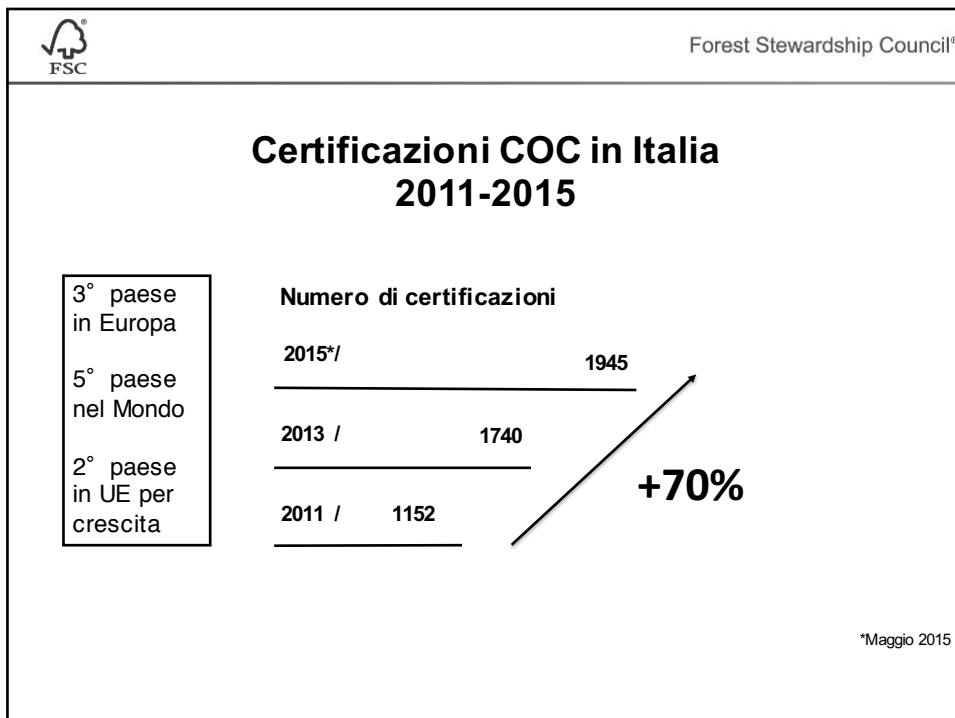 FSC
Forest Stewardship Council®
Certificazioni COC in Italia
2011-2015
3° paese
in Europa
5° paese
nel Mondo
2° paese
in UE per
crescita
Numero di certificazioni
2015*/ 1945
2013 / 1740
2011 / 1152
+70%
*Maggio 2015